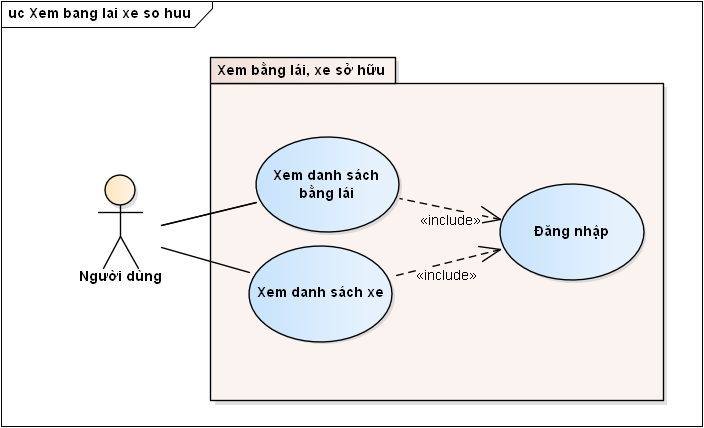 uc Xem bang lai xe so huu
Xem bằng lái, xe sở hữu
Xem danh sách
bằng lái
«include»
Đăng nhập
Người dùng
Xem danh sách xe
«include»